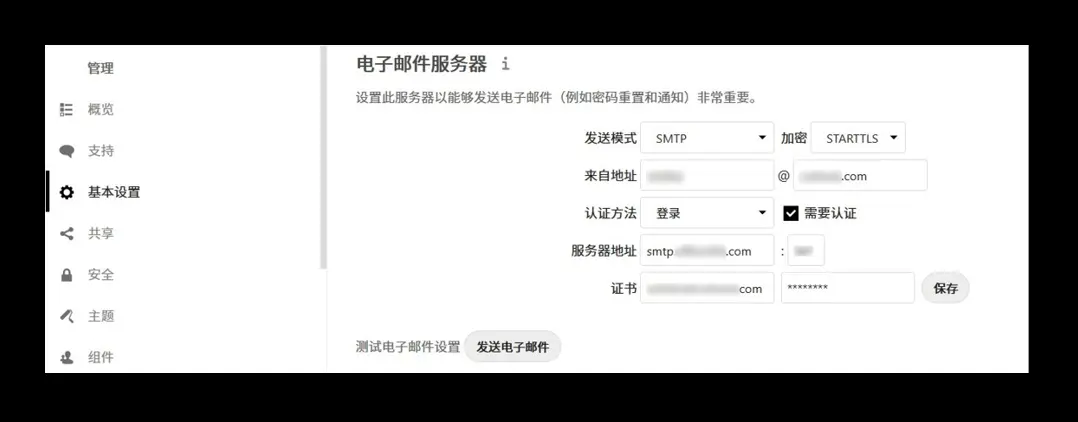 管理
概览
支持
基本设置
共享
安全
主题
组件
电子邮件服务器 i
设置此服务器以能够发送电子邮件（例如密码重置和通知）非常重要。
发送模式 SMTP 加密 STARTTLS
来自地址 @ .com
认证方法 登录 需要认证
服务器地址 smtp .com :
证书 com ******** 保存
测试电子邮件设置 发送电子邮件